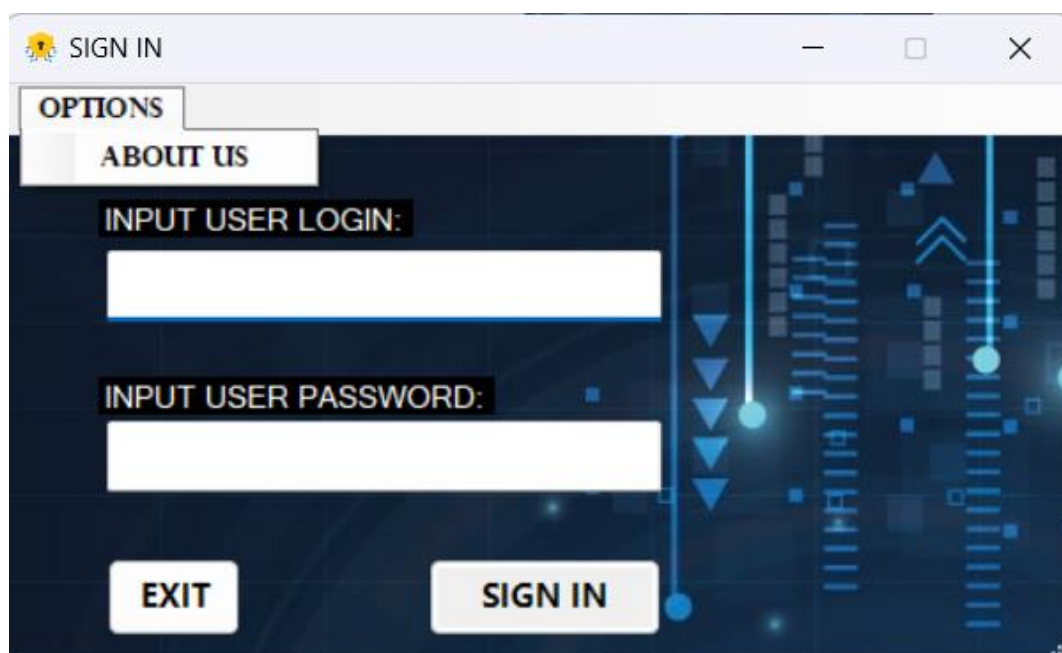 SIGN IN
OPTIONS
ABOUT US
INPUT USER LOGIN:
INPUT USER PASSWORD:
EXIT SIGN IN